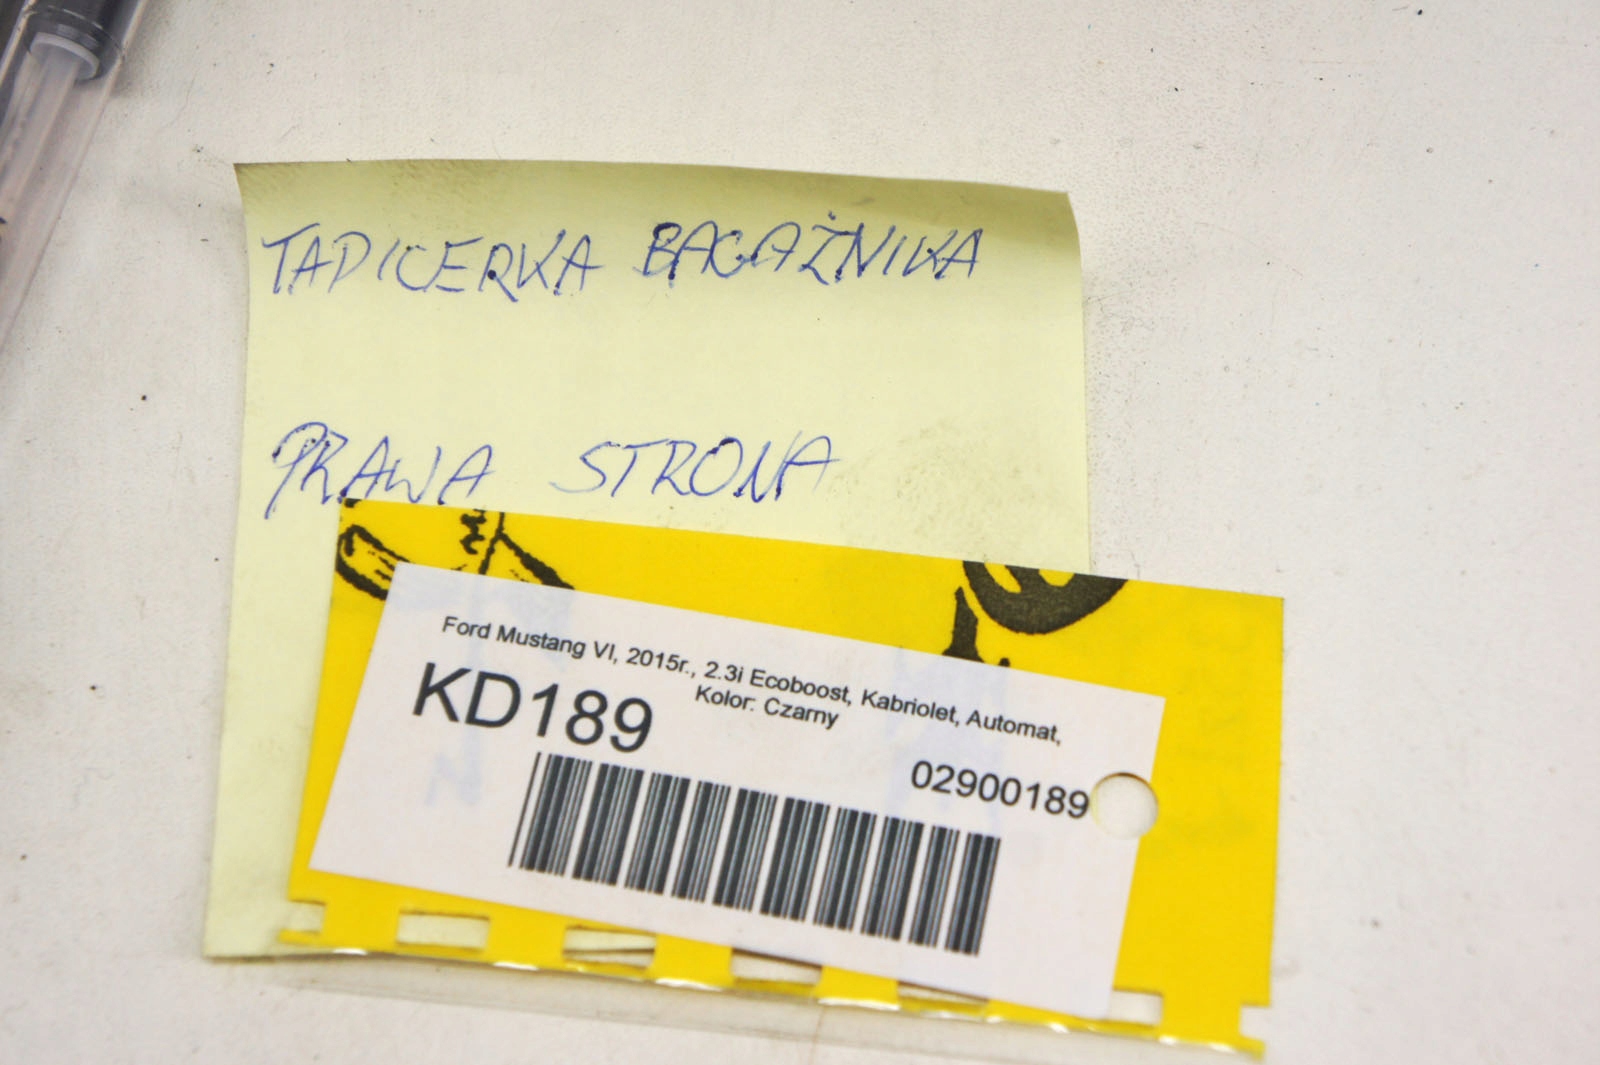 TAPICERKA BAGAŻNIKA
PRAWA STRONA
Ford Mustang VI, 2015r., 2.3i Ecoboost, Kabriolet, Automat,
Kolor: Czarny
KD189
02900189